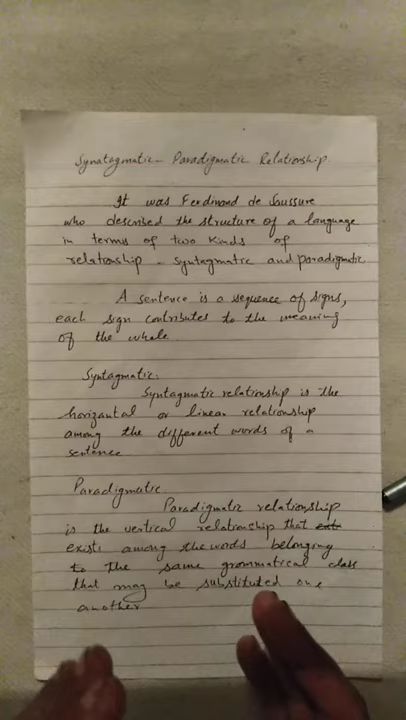 Synatagmatic - Paradigmatic Relationship
It was Ferdinand de Saussure
who described the structure of a language
in terms of two kinds of
relationship - syntagmatic and paradigmatic
A sentence is a sequence of signs,
each sign contributes to the meaning
of the whole.
Syntagmatic:
Syntagmatic relationship is the
horizantal or linear relationship
among the different words of a
sentence
Paradigmatic
Paradigmatic relationship
is the vertical relationship that
exists among the words belonging
to the same grammatical class
that may be substituted one
another